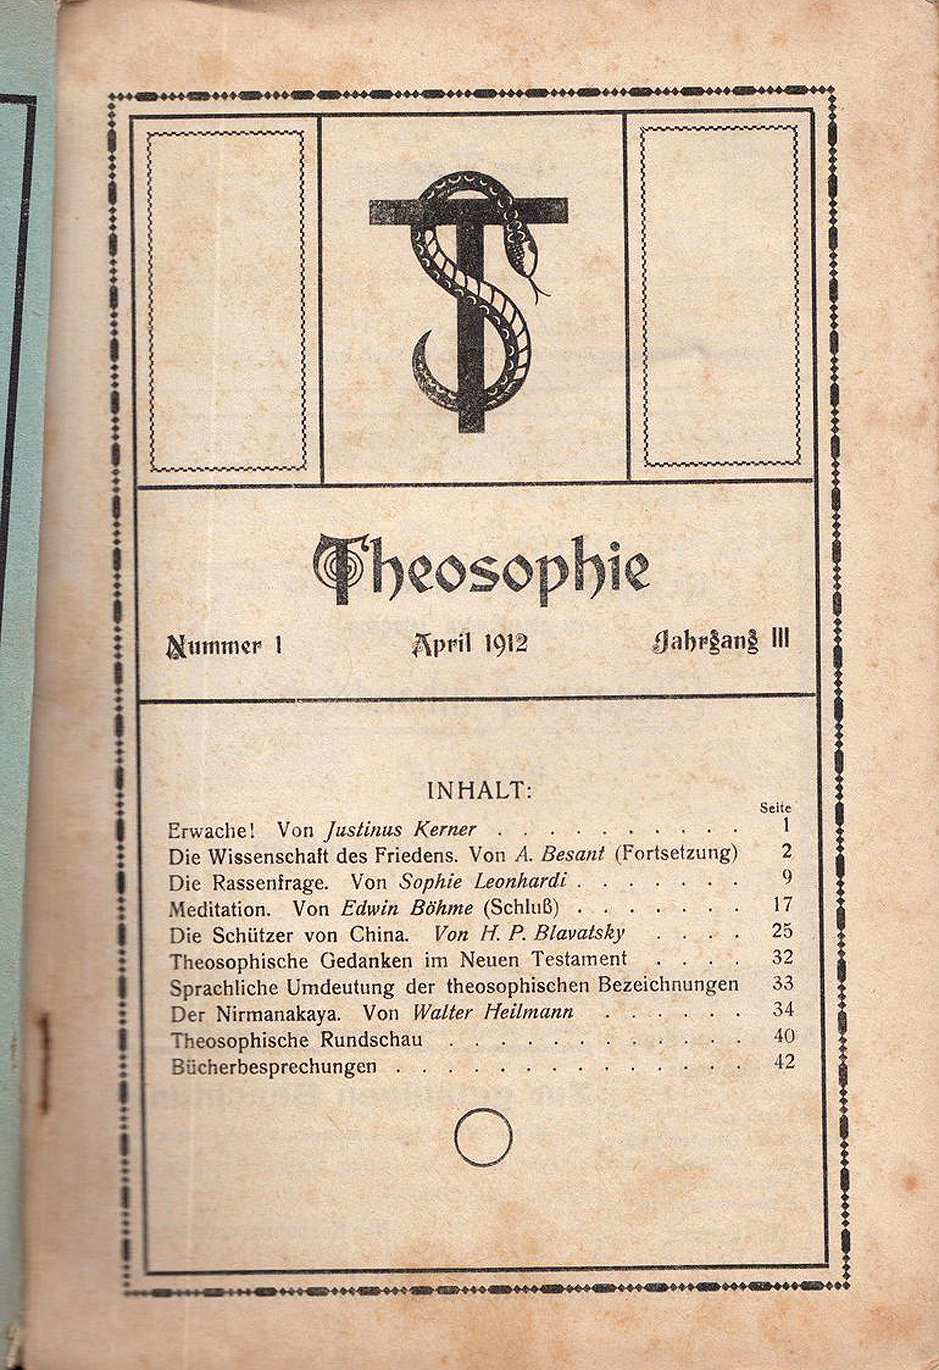 Theosophie
Nummer 1 April 1912 Jahrgang III
INHALT:
Seite
Erwache! Von Justinus Kerner . . . . . . . . . . 1
Die Wissenschaft des Friedens. Von A. Besant (Fortsetzung) 2
Die Rassenfrage. Von Sophie Leonhardi . . . . . . . 9
Meditation. Von Edwin Böhme (Schluß) . . . . . . . 17
Die Schützer von China. Von H. P. Blavatsky . . . . 25
Theosophische Gedanken im Neuen Testament . . . . 32
Sprachliche Umdeutung der theosophischen Bezeichnungen 33
Der Nirmanakaya. Von Walter Heilmann . . . . . . 34
Theosophische Rundschau . . . . . . . . . . . . 40
Bücherbesprechungen . . . . . . . . . . . . . . 42